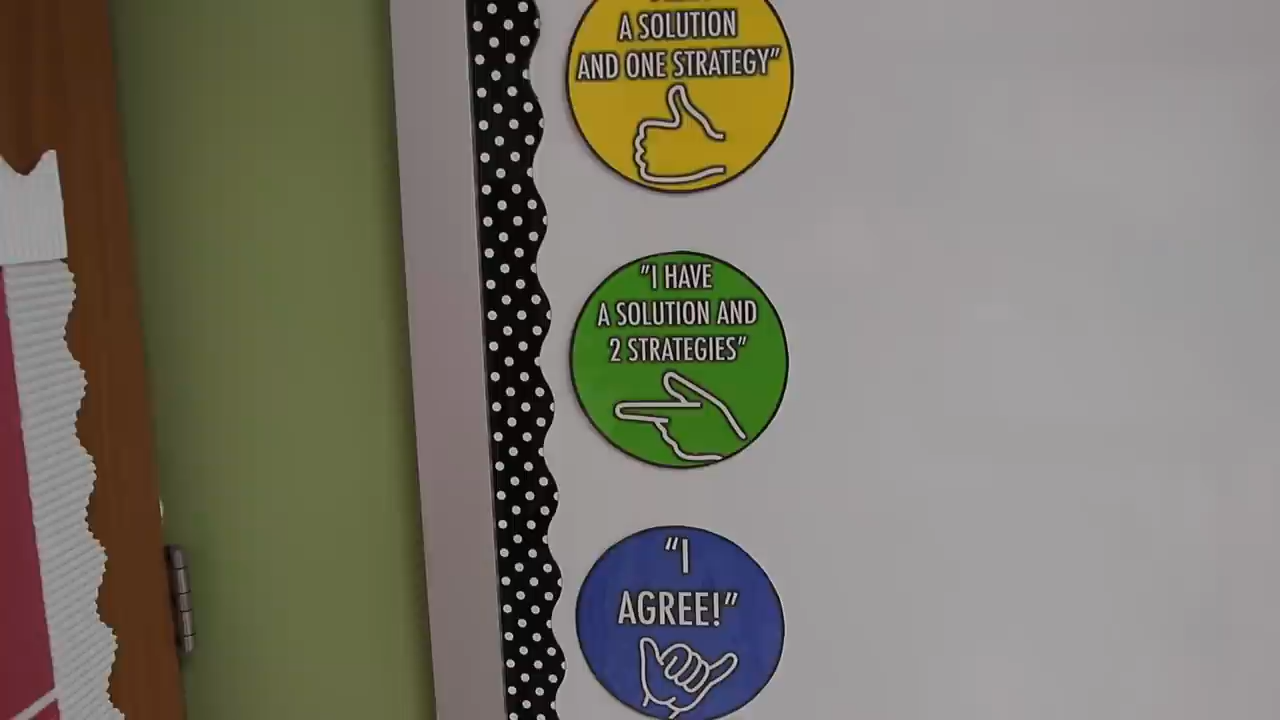 A SOLUTION
AND ONE STRATEGY"
"I HAVE
A SOLUTION AND
2 STRATEGIES"
"I
AGREE!"